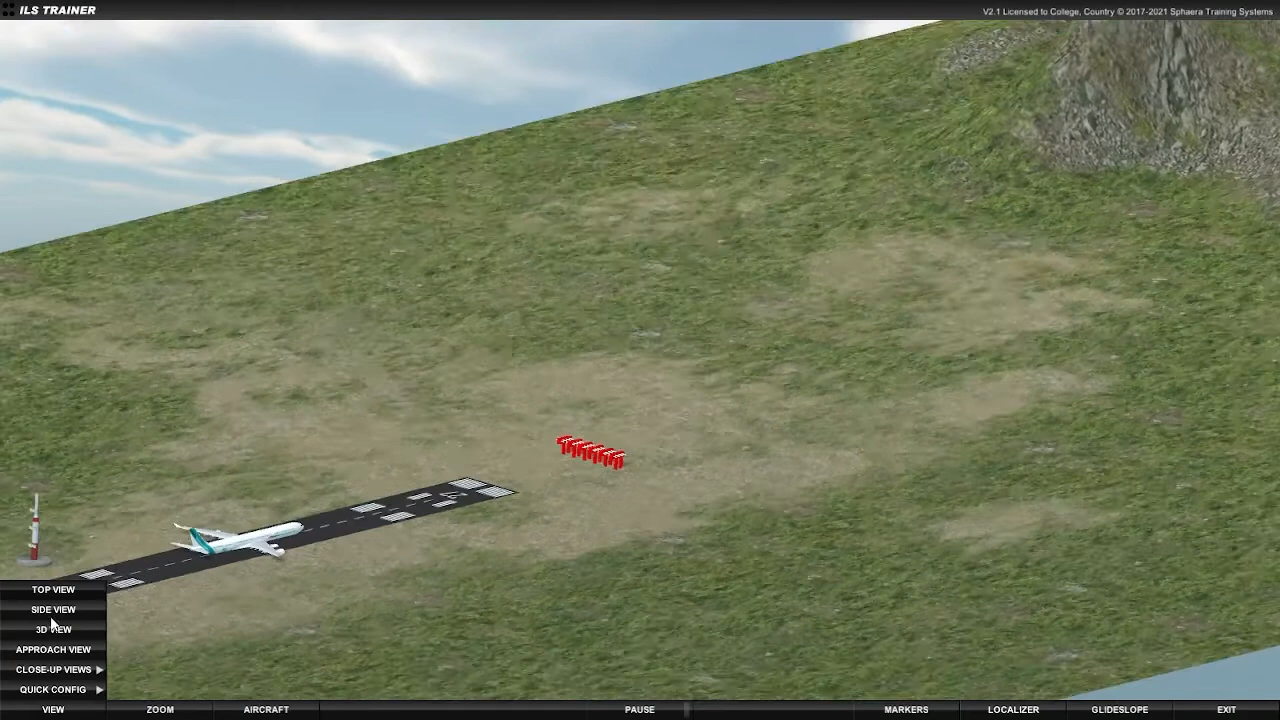 ILS TRAINER
V2.1 Licensed to College, Country © 2017-2021 Sphaera Training Systems
TOP VIEW
SIDE VIEW
3D VIEW
APPROACH VIEW
CLOSE-UP VIEWS
QUICK CONFIG
VIEW ZOOM AIRCRAFT PAUSE MARKERS LOCALIZER GLIDESLOPE EXIT